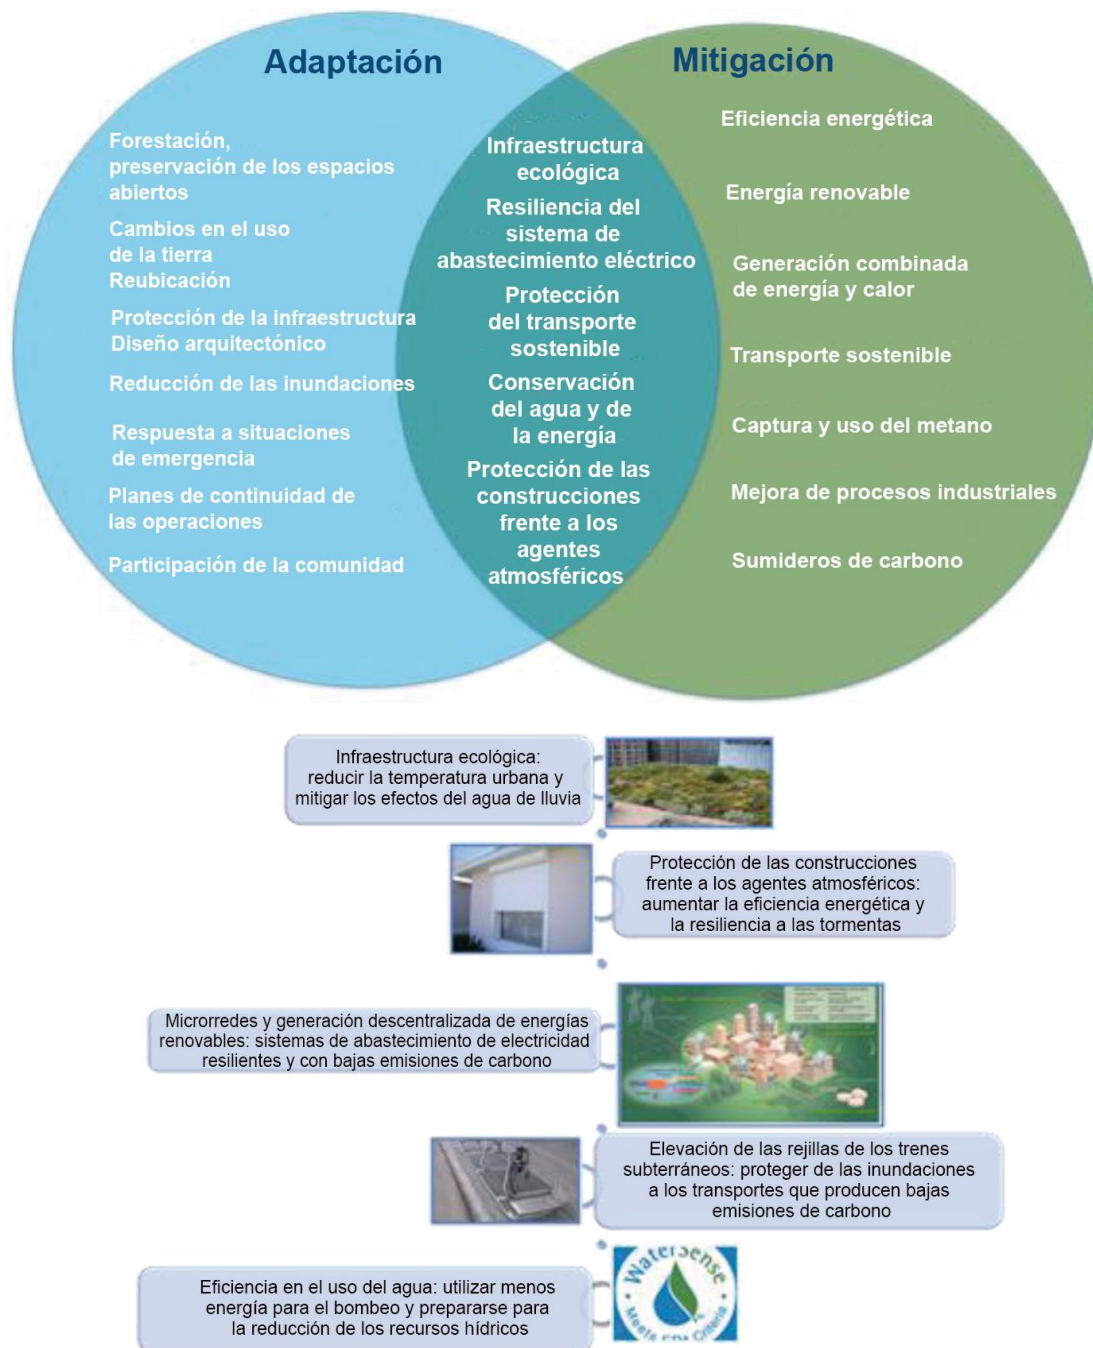 Adaptación
Forestación,
preservación de los espacios
abiertos
Cambios en el uso
de la tierra
Reubicación
Protección de la infraestructura
Diseño arquitectónico
Reducción de las inundaciones
Respuesta a situaciones
de emergencia
Planes de continuidad de
las operaciones
Participación de la comunidad
Infraestructura
ecológica
Resiliencia del
sistema de
abastecimiento eléctrico
Protección
del transporte
sostenible
Conservación
del agua y de
la energía
Protección de las
construcciones
frente a los
agentes
atmosféricos
Mitigación
Eficiencia energética
Energía renovable
Generación combinada
de energía y calor
Transporte sostenible
Captura y uso del metano
Mejora de procesos industriales
Sumideros de carbono
Infraestructura ecológica:
reducir la temperatura urbana y
mitigar los efectos del agua de lluvia
Protección de las construcciones
frente a los agentes atmosféricos:
aumentar la eficiencia energética y
la resiliencia a las tormentas
Microrredes y generación descentralizada de energías
renovables: sistemas de abastecimiento de electricidad
resilientes y con bajas emisiones de carbono
Elevación de las rejillas de los trenes
subterráneos: proteger de las inundaciones
a los transportes que producen bajas
emisiones de carbono
Eficiencia en el uso del agua: utilizar menos
energía para el bombeo y prepararse para
la reducción de los recursos hídricos
WaterSense
Meets EPA Criteria